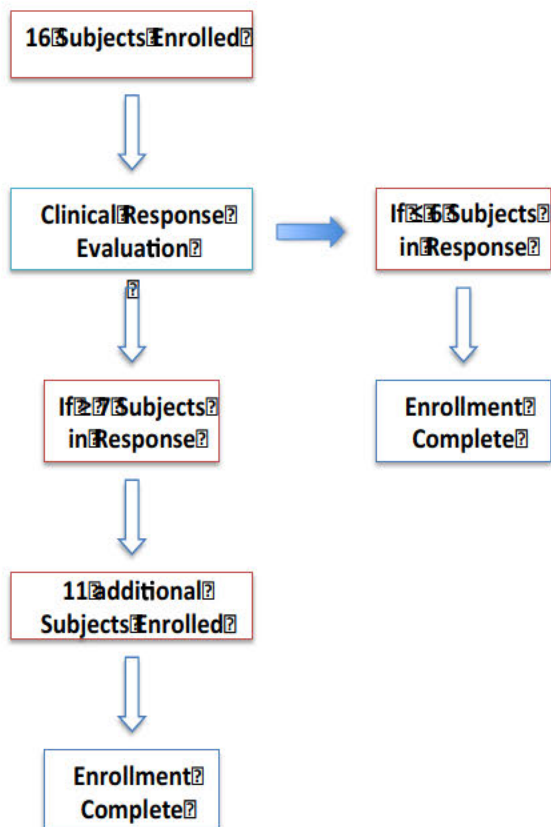 16 Subjects Enrolled
Clinical Response
Evaluation
If ≤ 6 Subjects
in Response
If ≥ 7 Subjects
in Response
Enrollment
Complete
11 additional
Subjects Enrolled
Enrollment
Complete